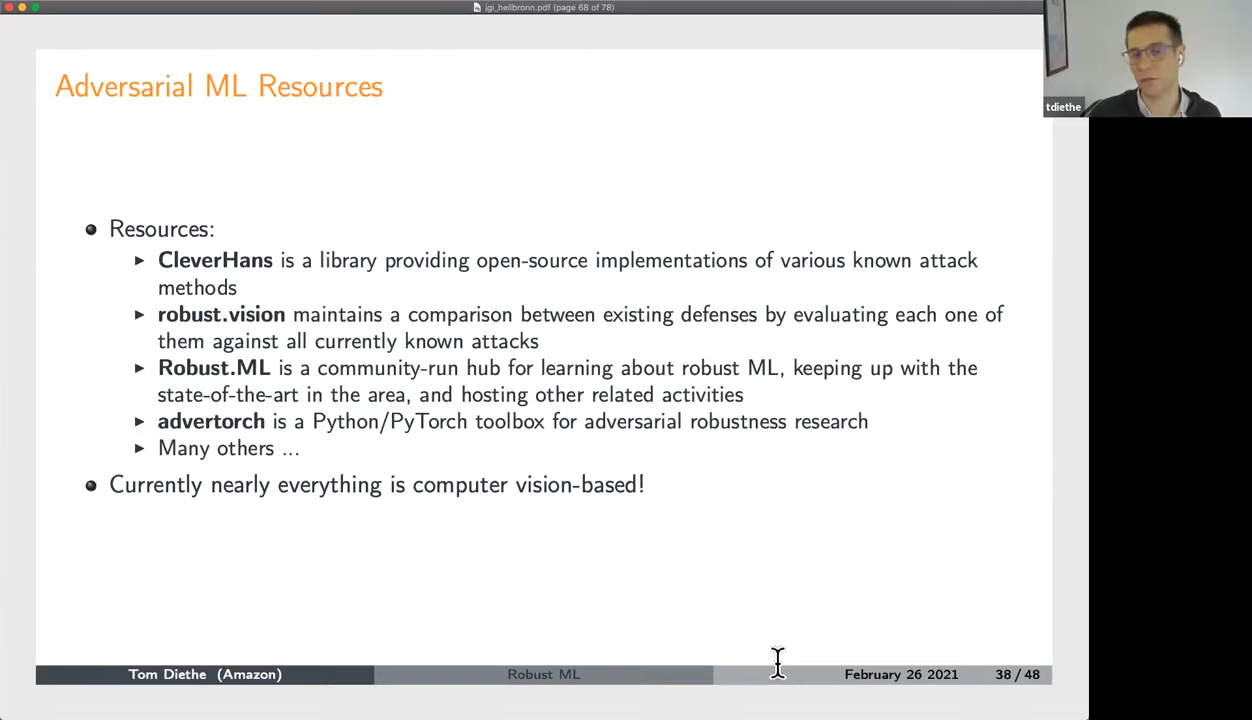 jgi_heilbronn.pdf (page 68 of 78)
tdiethe
Adversarial ML Resources
Resources:
CleverHans is a library providing open-source implementations of various known attack
methods
robust.vision maintains a comparison between existing defenses by evaluating each one of
them against all currently known attacks
Robust.ML is a community-run hub for learning about robust ML, keeping up with the
state-of-the-art in the area, and hosting other related activities
advertorch is a Python/PyTorch toolbox for adversarial robustness research
Many others ...
Currently nearly everything is computer vision-based!
Tom Diethe (Amazon)
Robust ML
February 26 2021
38 / 48